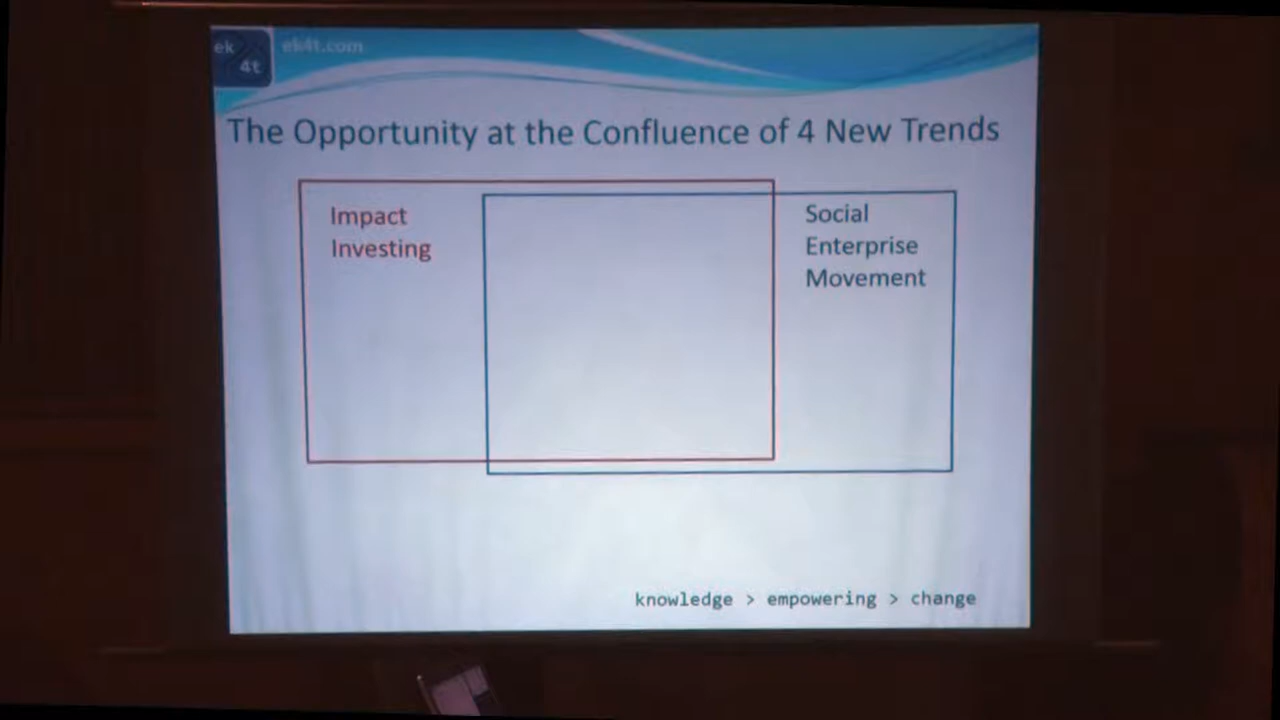 ek
4t
ek4t.com
The Opportunity at the Confluence of 4 New Trends
Impact
Investing
Social
Enterprise
Movement
knowledge > empowering > change